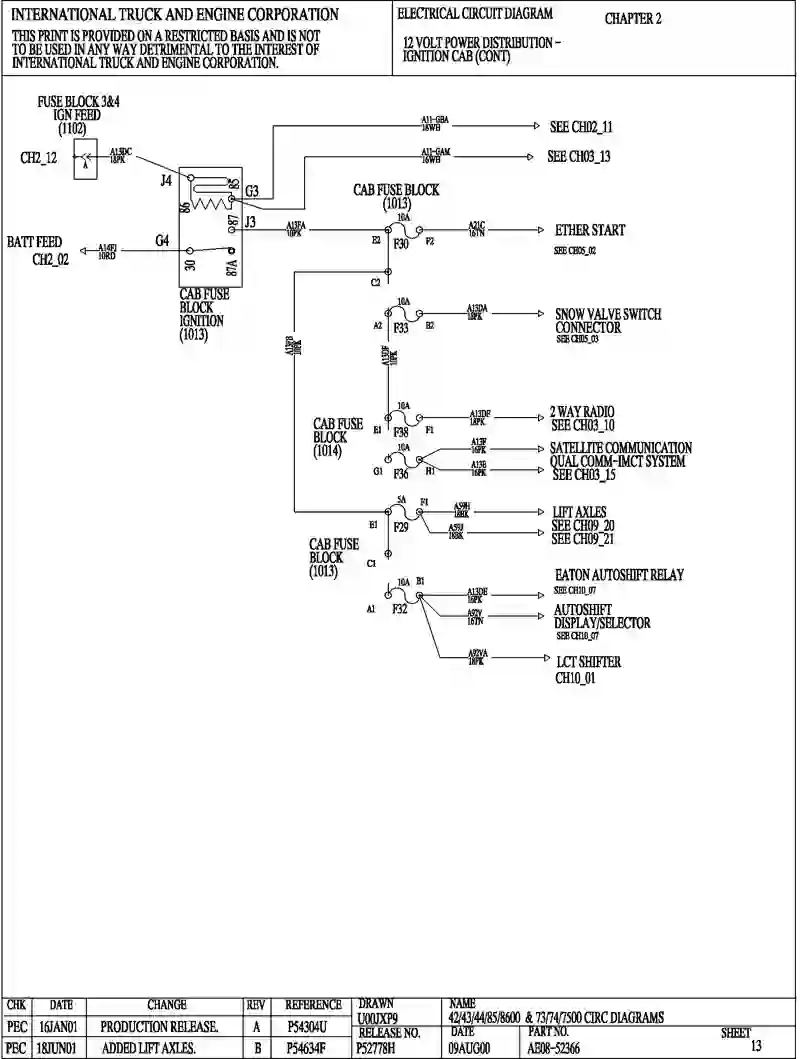 INTERNATIONAL TRUCK AND ENGINE CORPORATION
THIS PRINT IS PROVIDED ON A RESTRICTED BASIS AND IS NOT
TO BE USED IN ANY WAY DETRIMENTAL TO THE INTEREST OF
INTERNATIONAL TRUCK AND ENGINE CORPORATION.
ELECTRICAL CIRCUIT DIAGRAM
CHAPTER 2
12 VOLT POWER DISTRIBUTION -
IGNITION CAB (CONT)
FUSE BLOCK 3&4
IGN FEED
(1102)
CH2_12
A
A13DC
18PK
J4
85
G3
86
87
J3
G4
30
87A
BATT FEED
CH2_02
A14FJ
10RD
CAB FUSE
BLOCK
IGNITION
(1013)
A11-GBA
18WH
SEE CH02_11
A11-GAM
16WH
SEE CH03_13
CAB FUSE BLOCK
(1013)
A13FA
10PK
10A
E2
F30
F2
A21C
16TN
ETHER START
SEE CH05_02
C2
10A
A2
F33
B2
A13DA
18PK
SNOW VALVE SWITCH
CONNECTOR
SEE CH05_03
A13FB
10PK
A13DF
10PK
CAB FUSE
BLOCK
(1014)
10A
E1
F38
F1
A13DF
18PK
2 WAY RADIO
SEE CH03_10
10A
G1
F36
H1
A13F
16PK
A13E
16PK
SATELLITE COMMUNICATION
QUAL COMM-IMCT SYSTEM
SEE CH03_15
5A
E1
F29
F1
A59H
18BK
A59J
18BK
LIFT AXLES
SEE CH09_20
SEE CH09_21
CAB FUSE
BLOCK
(1013)
C1
10A
A1
F32
B1
A13DE
16PK
EATON AUTOSHIFT RELAY
SEE CH10_07
A92V
16TN
AUTOSHIFT
DISPLAY/SELECTOR
SEE CH10_07
A92VA
18PK
LCT SHIFTER
CH10_01
CHK DATE CHANGE REV REFERENCE
PEC 16JAN01 PRODUCTION RELEASE. A P54304U
PEC 18JUN01 ADDED LIFT AXLES. B P54634F
DRAWN
U00JXP9
RELEASE NO.
P52778H
NAME
42/43/44/85/8600 & 73/74/7500 CIRC DIAGRAMS
DATE
09AUG00
PART NO.
AE08-52366
SHEET
13